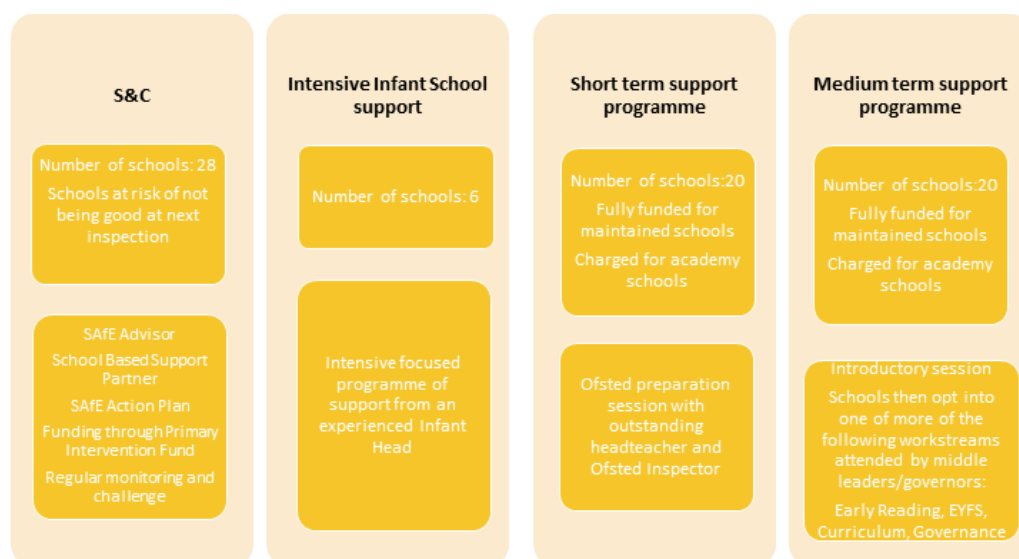 S&C
Number of schools: 28
Schools at risk of not
being good at next
inspection
SAfE Advisor
School Based Support
Partner
SAfE Action Plan
Funding through Primary
Intervention Fund
Regular monitoring and
challenge
Intensive Infant School
support
Number of schools: 6
Intensive focused
programme of
support from an
experienced Infant
Head
Short term support
programme
Number of schools:20
Fully funded for
maintained schools
Charged for academy
schools
Ofsted preparation
session with
outstanding
headteacher and
Ofsted Inspector
Medium term support
programme
Number of schools:20
Fully funded for
maintained schools
Charged for academy
schools
Introductory session
Schools then opt into
one of more of the
following workstreams
attended by middle
leaders/governors:
Early Reading, EYFS,
Curriculum, Governance